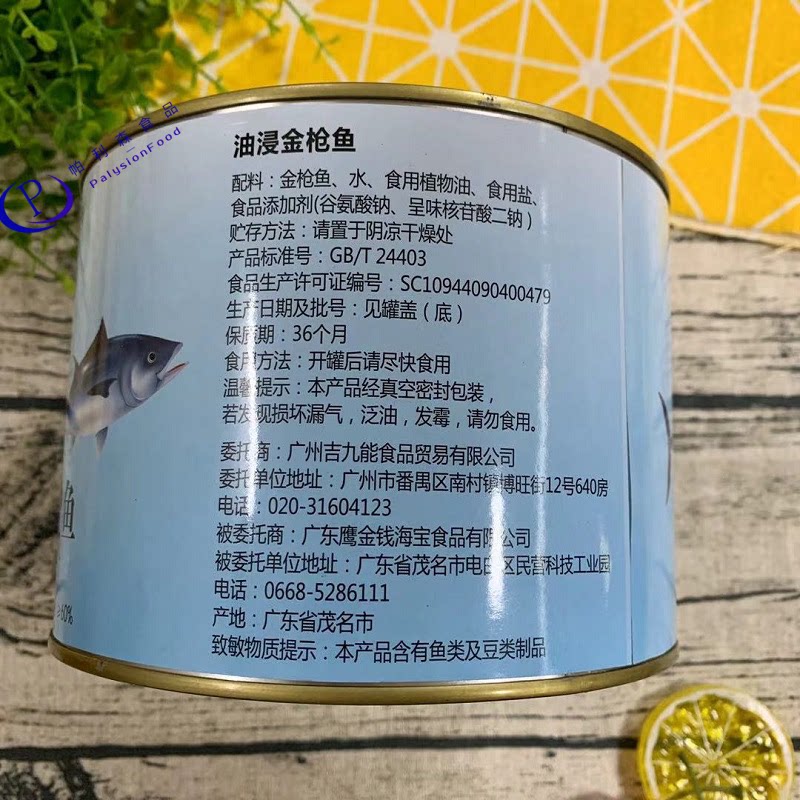 帕利森食品
PalysionFood
油浸金枪鱼
配料：金枪鱼、水、食用植物油、食用盐、
食品添加剂(谷氨酸钠、呈味核苷酸二钠）
贮存方法：请置于阴凉干燥处
产品标准号：GB/T 24403
食品生产许可证编号：SC10944090400479
生产日期及批号：见罐盖（底）
保质期：36个月
食用方法：开罐后请尽快食用
温馨提示：本产品经真空密封包装，
若发现损坏漏气，泛油，发霉，请勿食用。
委托商：广州吉九能食品贸易有限公司
委托单位地址：广州市番禺区南村镇博旺街12号640房
电话：020-31604123
被委托商：广东鹰金钱海宝食品有限公司
被委托单位地址：广东省茂名市电白区民营科技工业园
电话：0668-5286111
产地：广东省茂名市
致敏物质提示：本产品含有鱼类及豆类制品
鱼
60%